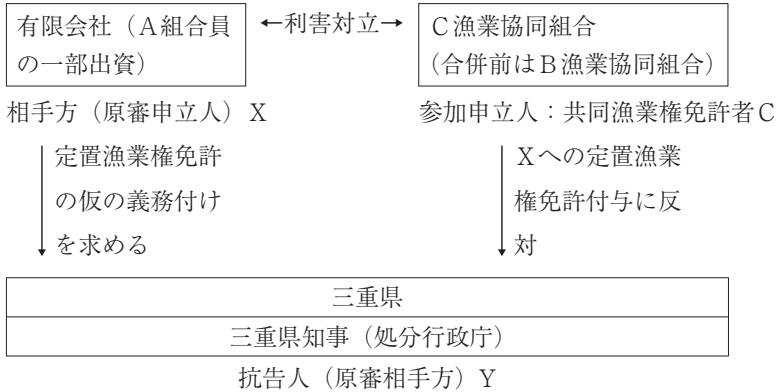 有限会社（Ａ組合員の一部出資）
←利害対立→
Ｃ漁業協同組合
（合併前はＢ漁業協同組合）
相手方（原審申立人）Ｘ
参加申立人：共同漁業権免許者Ｃ
定置漁業権免許
の仮の義務付け
を求める
Ｘへの定置漁業
権免許付与に反
対
三重県
三重県知事（処分行政庁）
抗告人（原審相手方）Ｙ